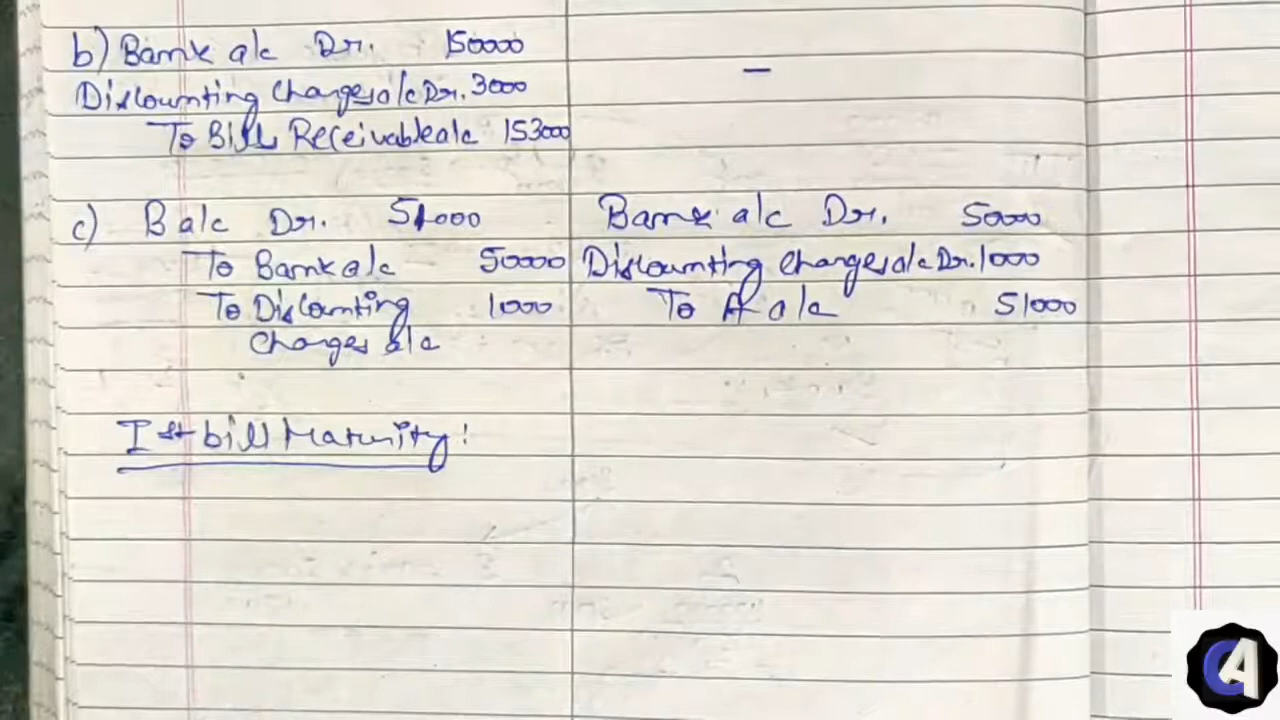 b) Bank a/c Dr. 150000
Discounting Charges a/c Dr. 3000 —
To Bill Receivable a/c 153000
c) B a/c Dr. 51000 Bank a/c Dr. 50000
To Bank a/c 50000 Discounting Charges a/c Dr. 1000
To Discounting 1000 To A a/c 51000
Charges a/c
Ist bill Maturity:
CA